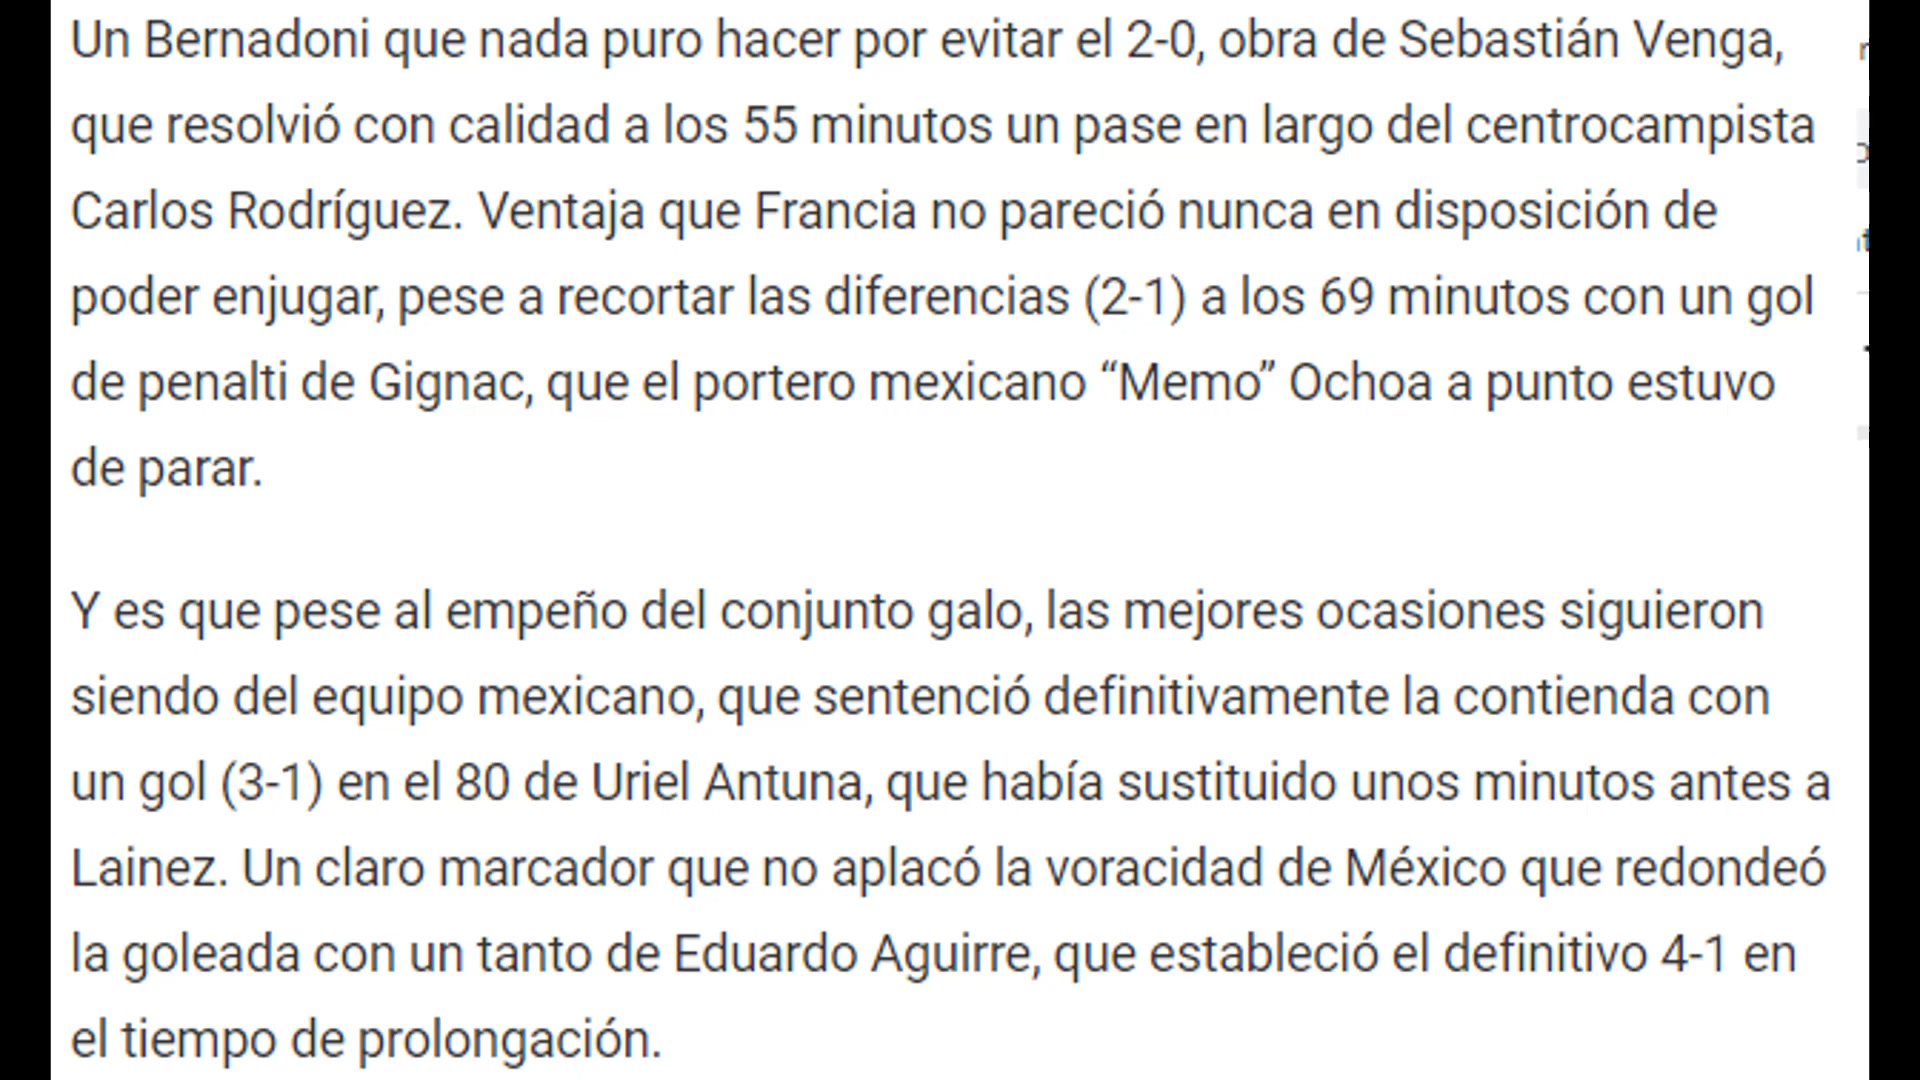 Un Bernadoni que nada puro hacer por evitar el 2-0, obra de Sebastián Venga,
que resolvió con calidad a los 55 minutos un pase en largo del centrocampista
Carlos Rodríguez. Ventaja que Francia no pareció nunca en disposición de
poder enjugar, pese a recortar las diferencias (2-1) a los 69 minutos con un gol
de penalti de Gignac, que el portero mexicano “Memo” Ochoa a punto estuvo
de parar.
Y es que pese al empeño del conjunto galo, las mejores ocasiones siguieron
siendo del equipo mexicano, que sentenció definitivamente la contienda con
un gol (3-1) en el 80 de Uriel Antuna, que había sustituido unos minutos antes a
Lainez. Un claro marcador que no aplacó la voracidad de México que redondeó
la goleada con un tanto de Eduardo Aguirre, que estableció el definitivo 4-1 en
el tiempo de prolongación.